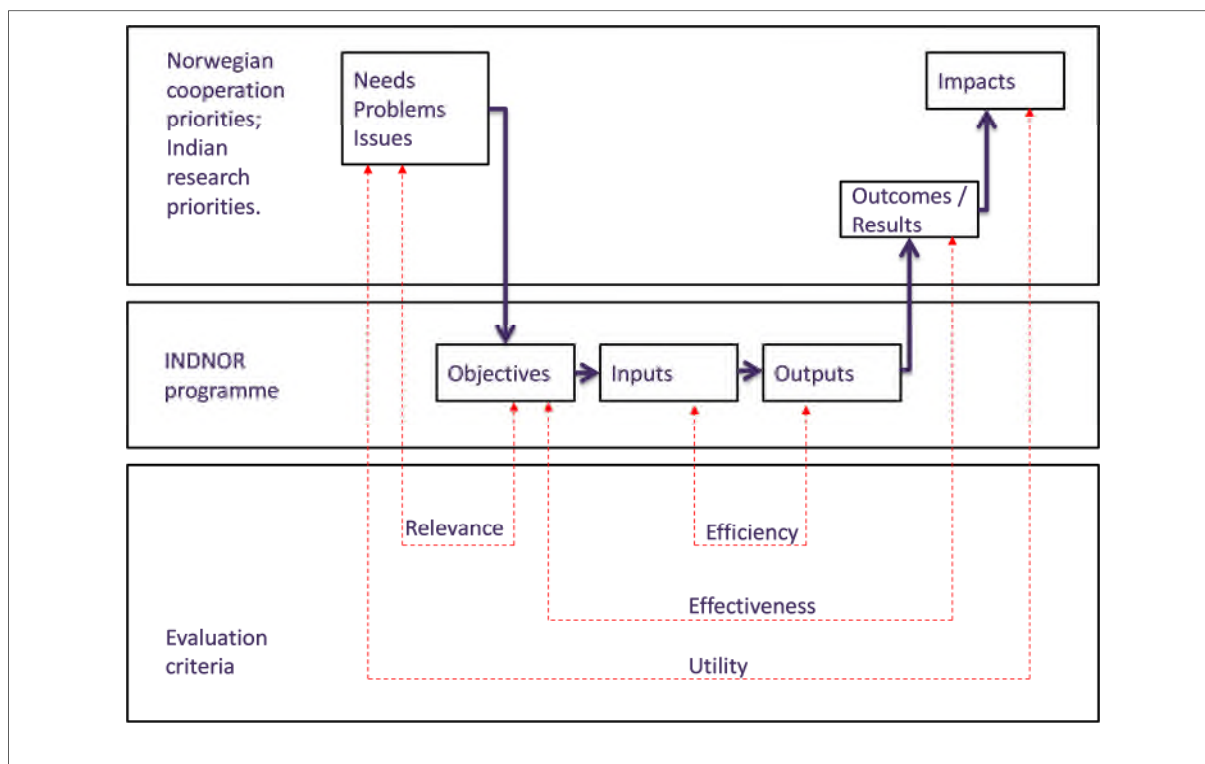 Norwegian
cooperation
priorities;
Indian
research
priorities.
Needs
Problems
Issues
Impacts
Outcomes /
Results
INDNOR
programme
Objectives
Inputs
Outputs
Relevance
Efficiency
Effectiveness
Evaluation
criteria
Utility